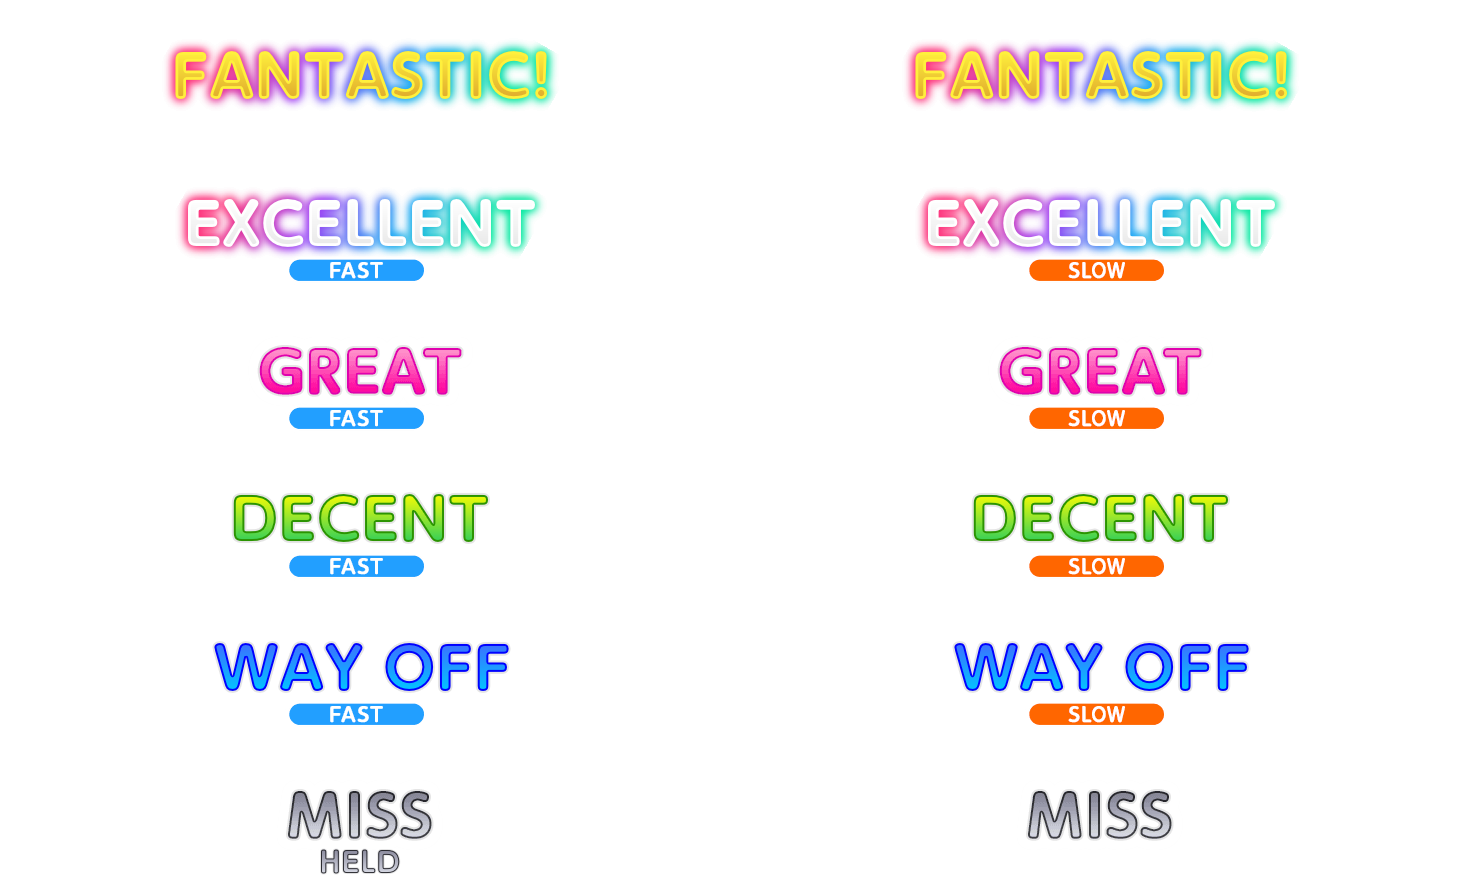 FANTASTIC! FANTASTIC!
EXCELLENT EXCELLENT
FAST SLOW
GREAT GREAT
FAST SLOW
DECENT DECENT
FAST SLOW
WAY OFF WAY OFF
FAST SLOW
MISS MISS
HELD